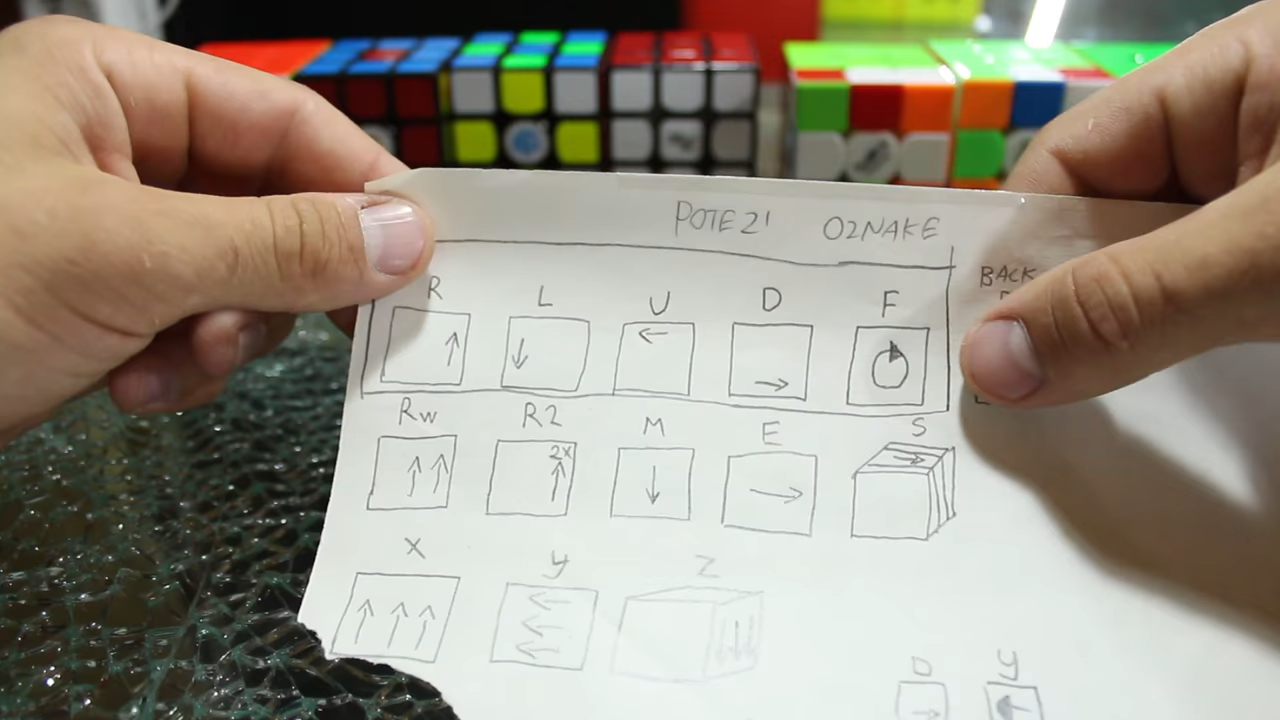 POTEZI OZNAKE
BACK
R L U D F
Rw R2 M E S
2x
X y Z
D y